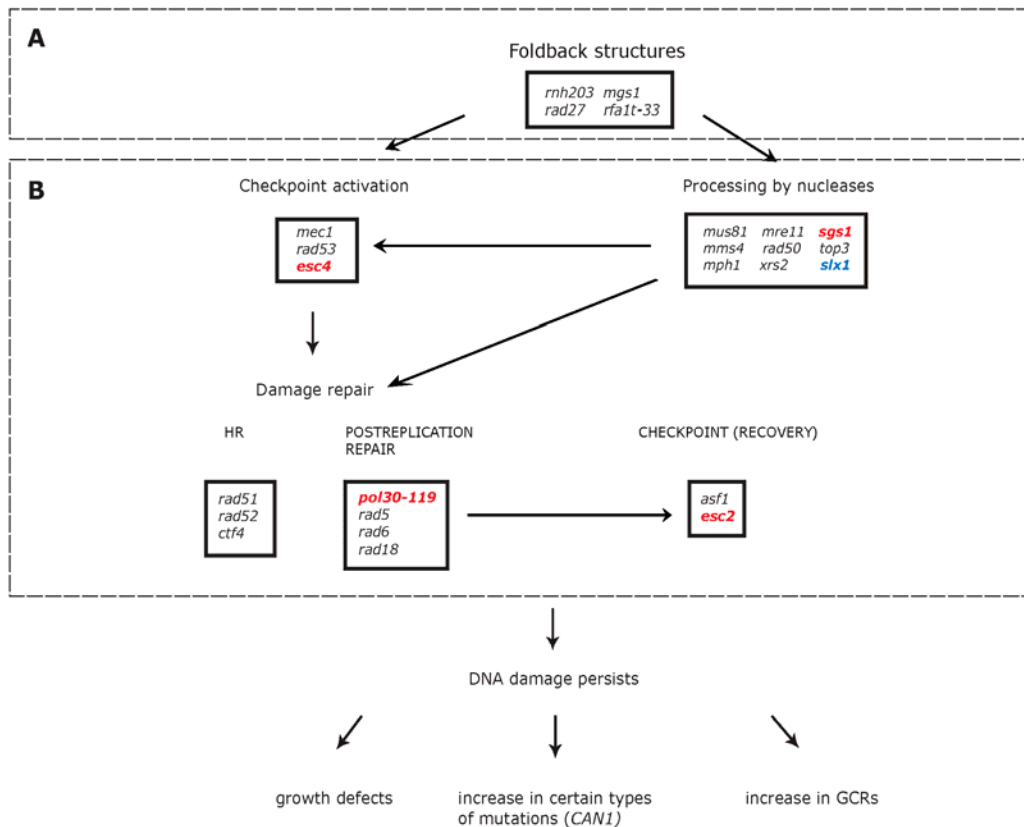 A
Foldback structures
rnh203 mgs1
rad27 rfa1t-33
B
Checkpoint activation
mec1
rad53
esc4
Processing by nucleases
mus81 mre11 sgs1
mms4 rad50 top3
mph1 xrs2 slx1
Damage repair
HR
rad51
rad52
ctf4
POSTREPLICATION
REPAIR
pol30-119
rad5
rad6
rad18
CHECKPOINT (RECOVERY)
asf1
esc2
DNA damage persists
growth defects
increase in certain types
of mutations (CAN1)
increase in GCRs